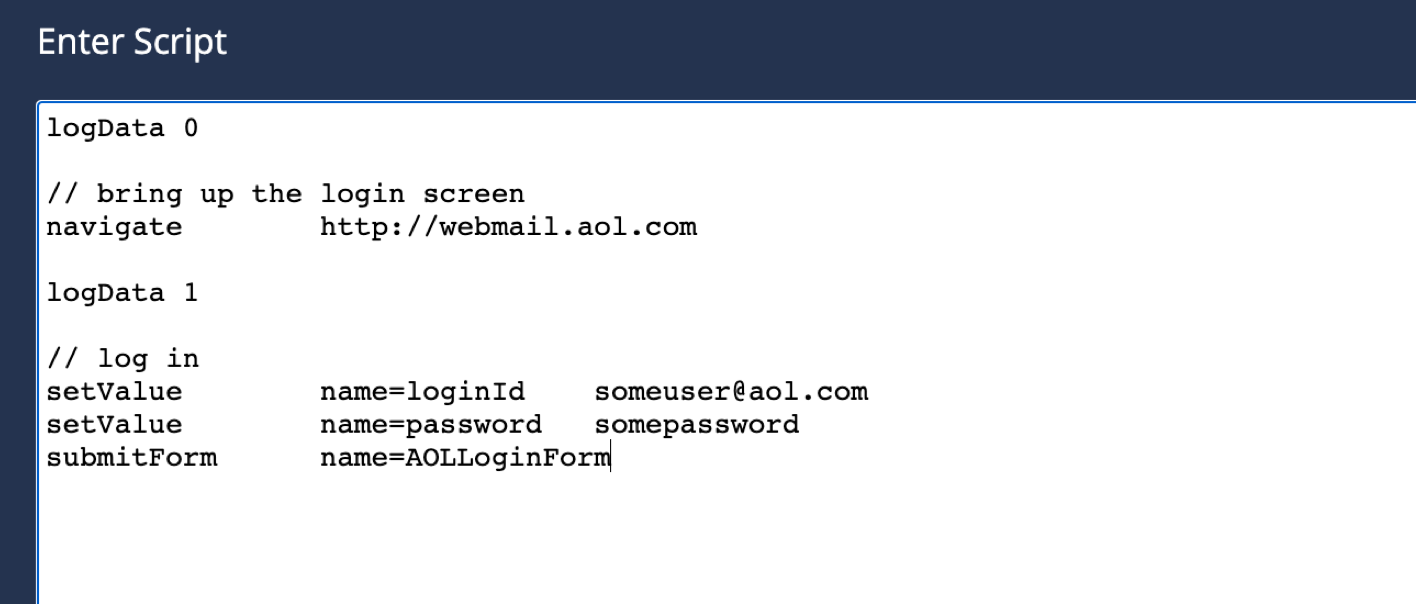 Enter Script
logData 0
// bring up the login screen
navigate        http://webmail.aol.com
logData 1
// log in
setValue        name=loginId    someuser@aol.com
setValue        name=password   somepassword
submitForm      name=AOLLoginForm